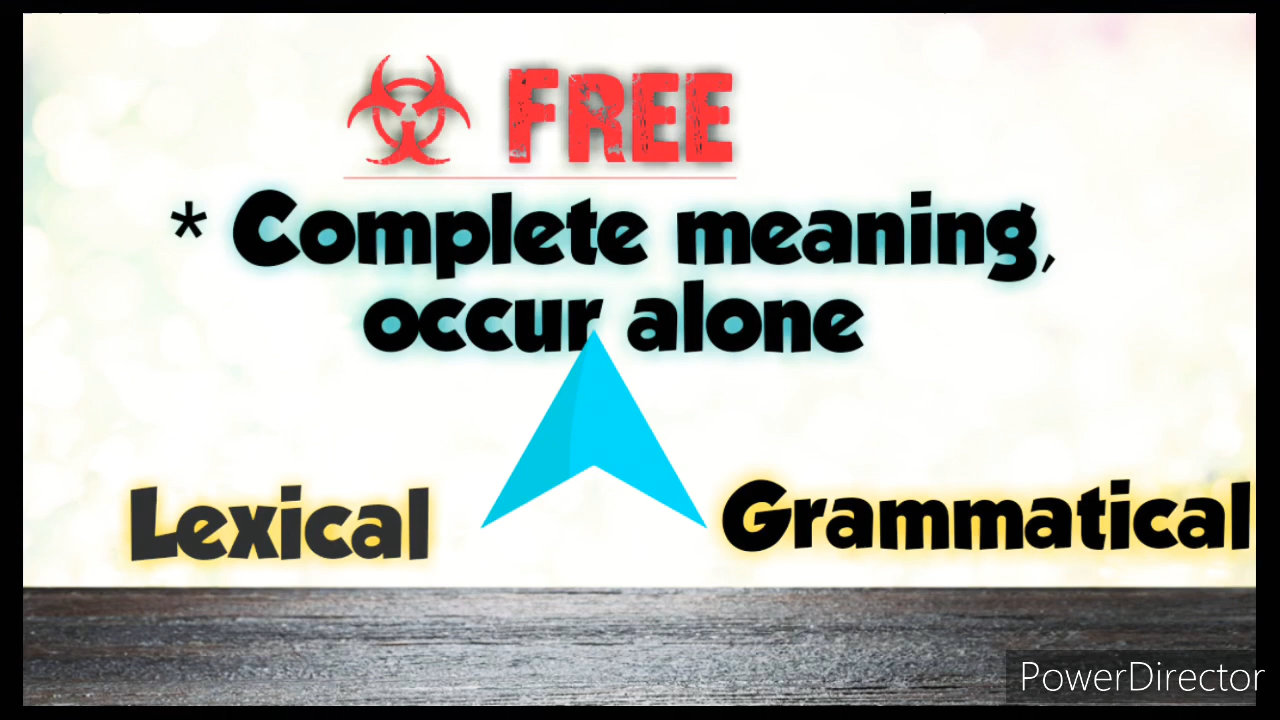 FREE
* Complete meaning,
occur alone
Lexical
Grammatical
PowerDirector